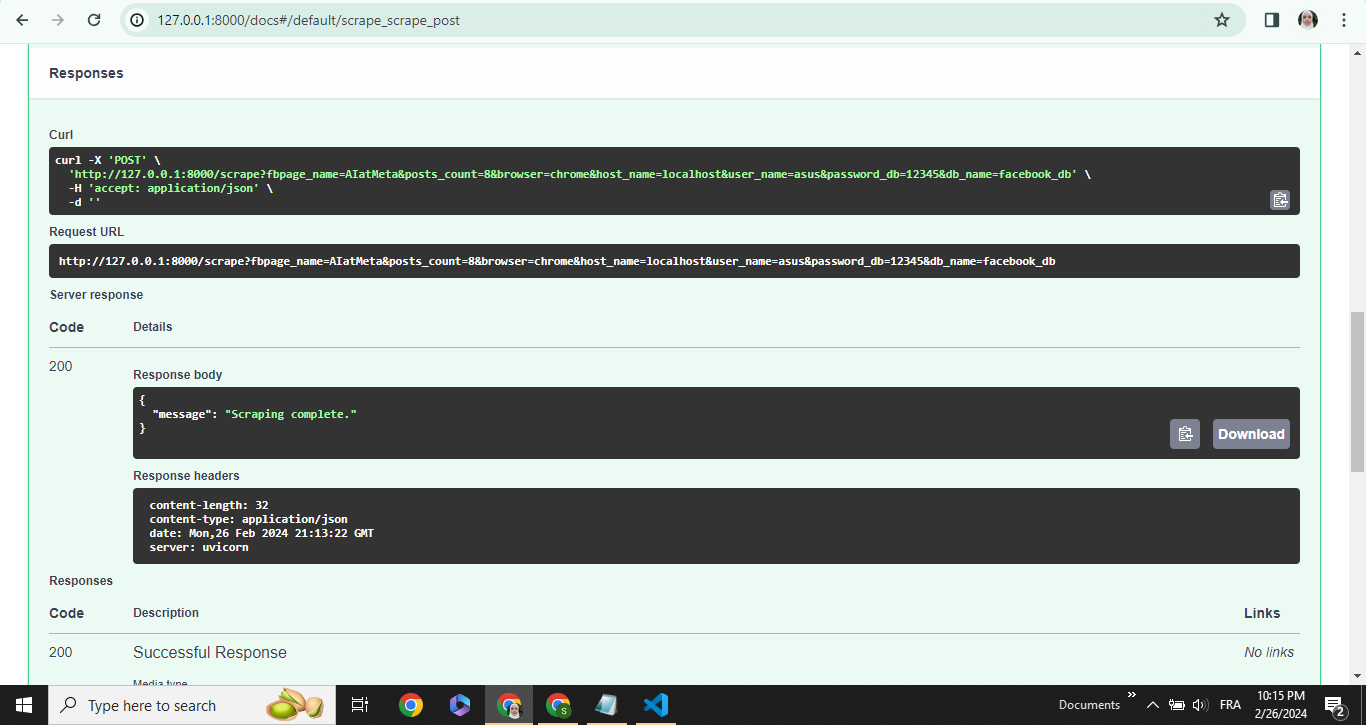 127.0.0.1:8000/docs#/default/scrape_scrape_post
Responses
Curl
curl -X 'POST' \
'http://127.0.0.1:8000/scrape?fbpage_name=AIatMeta&posts_count=8&browser=chrome&host_name=localhost&user_name=asus&password_db=12345&db_name=facebook_db' \
-H 'accept: application/json' \
-d ''
Request URL
http://127.0.0.1:8000/scrape?fbpage_name=AIatMeta&posts_count=8&browser=chrome&host_name=localhost&user_name=asus&password_db=12345&db_name=facebook_db
Server response
Code Details
200
Response body
{
"message": "Scraping complete."
}
Download
Response headers
content-length: 32
content-type: application/json
date: Mon,26 Feb 2024 21:13:22 GMT
server: uvicorn
Responses
Code Description Links
200 Successful Response No links
Media type
Type here to search
S
Documents
FRA
10:15 PM
2/26/2024
2